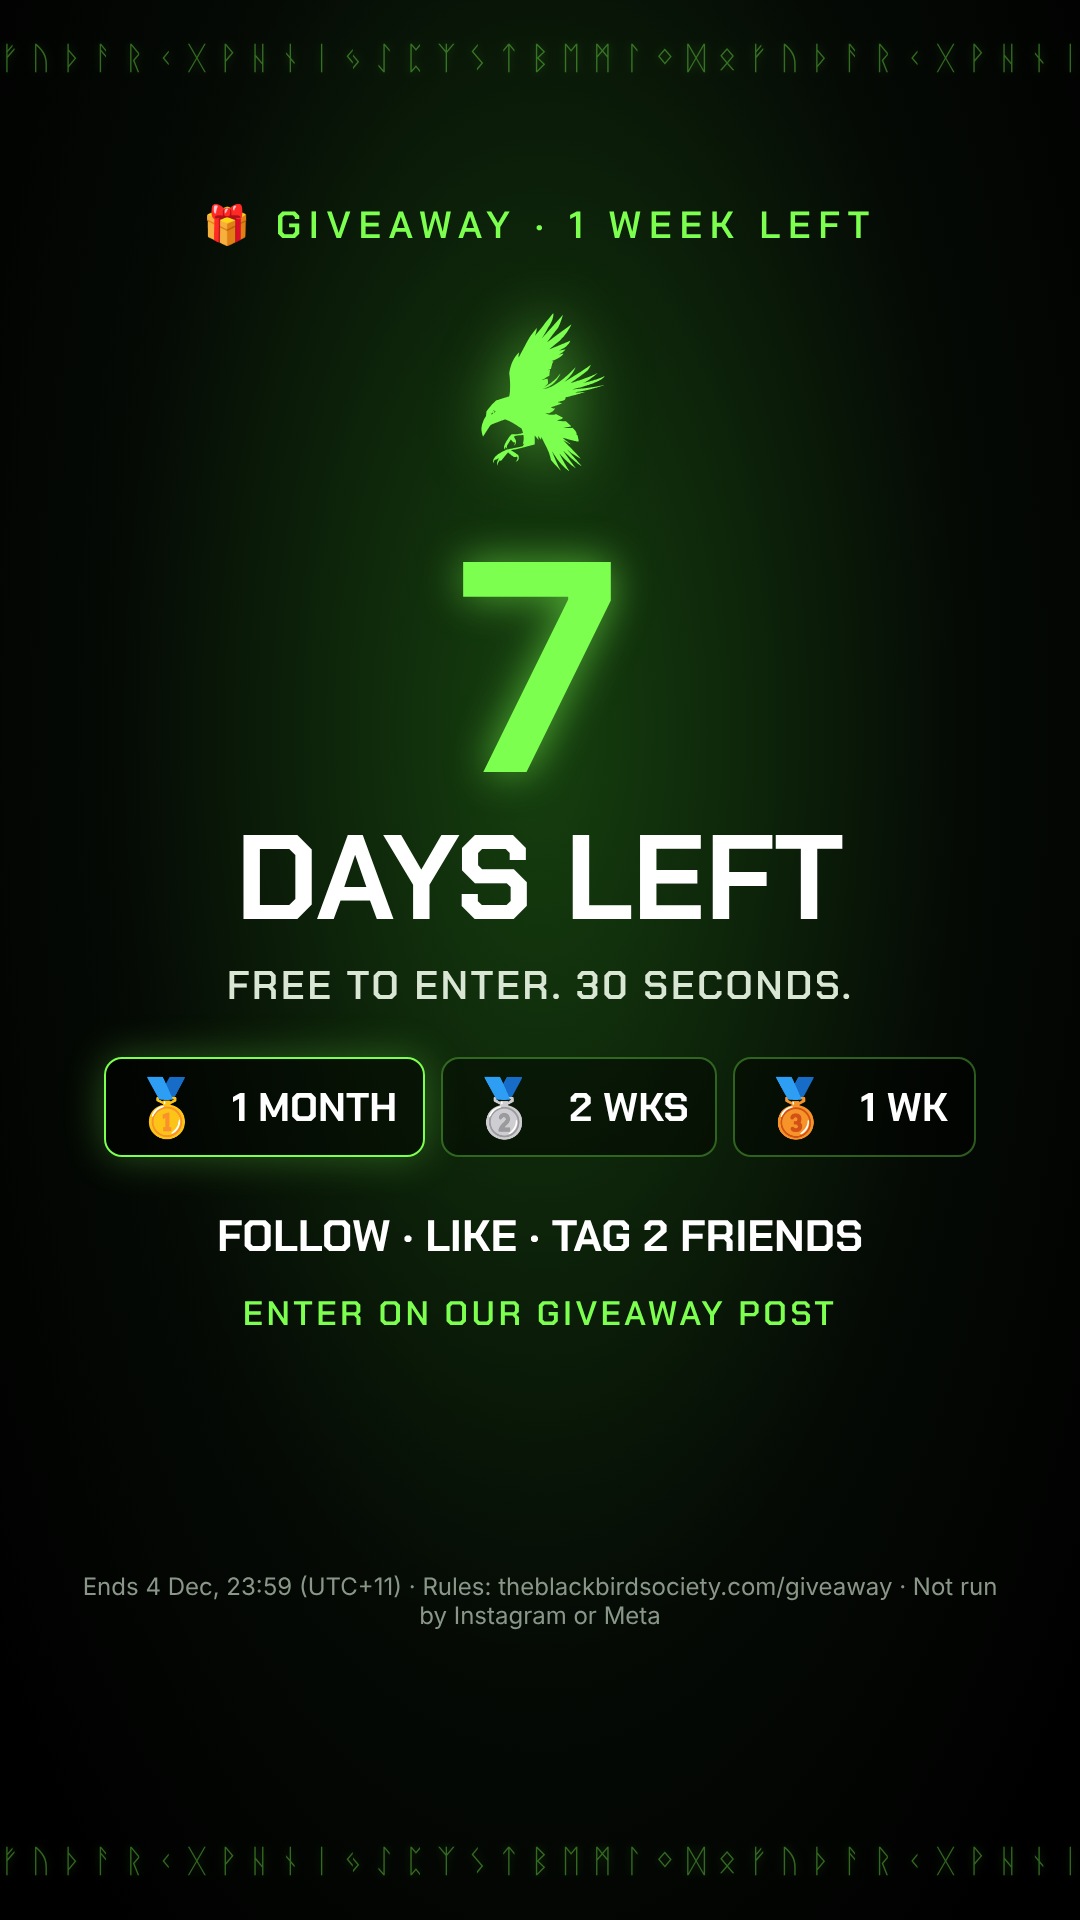 ᚠᚢᚦᚨᚱᚲᚷᚹᚺᚾᛁᛃᛇᛈᛉᛊᛏᛒᛖᛗᛚᛜᛞᛟᚠᚢᚦᚨᚱᚲᚷᚹᚺᚾᛁ
🎁 GIVEAWAY · 1 WEEK LEFT
7
DAYS LEFT
FREE TO ENTER. 30 SECONDS.
🥇 1 MONTH 🥈 2 WKS 🥉 1 WK
FOLLOW · LIKE · TAG 2 FRIENDS
ENTER ON OUR GIVEAWAY POST
Ends 4 Dec, 23:59 (UTC+11) · Rules: theblackbirdsociety.com/giveaway · Not run
by Instagram or Meta
ᚠᚢᚦᚨᚱᚲᚷᚹᚺᚾᛁᛃᛇᛈᛉᛊᛏᛒᛖᛗᛚᛜᛞᛟᚠᚢᚦᚨᚱᚲᚷᚹᚺᚾᛁ